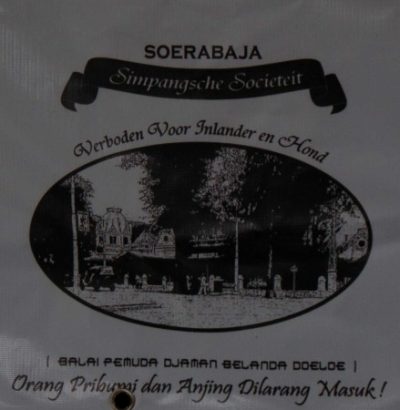 SOERABAJA
Simpangsche Societeit
Verboden Voor Inlander en Hond
| BALAI PEMUDA DJAMAN BELANDA DOELOE |
Orang Pribumi dan Anjing Dilarang Masuk !